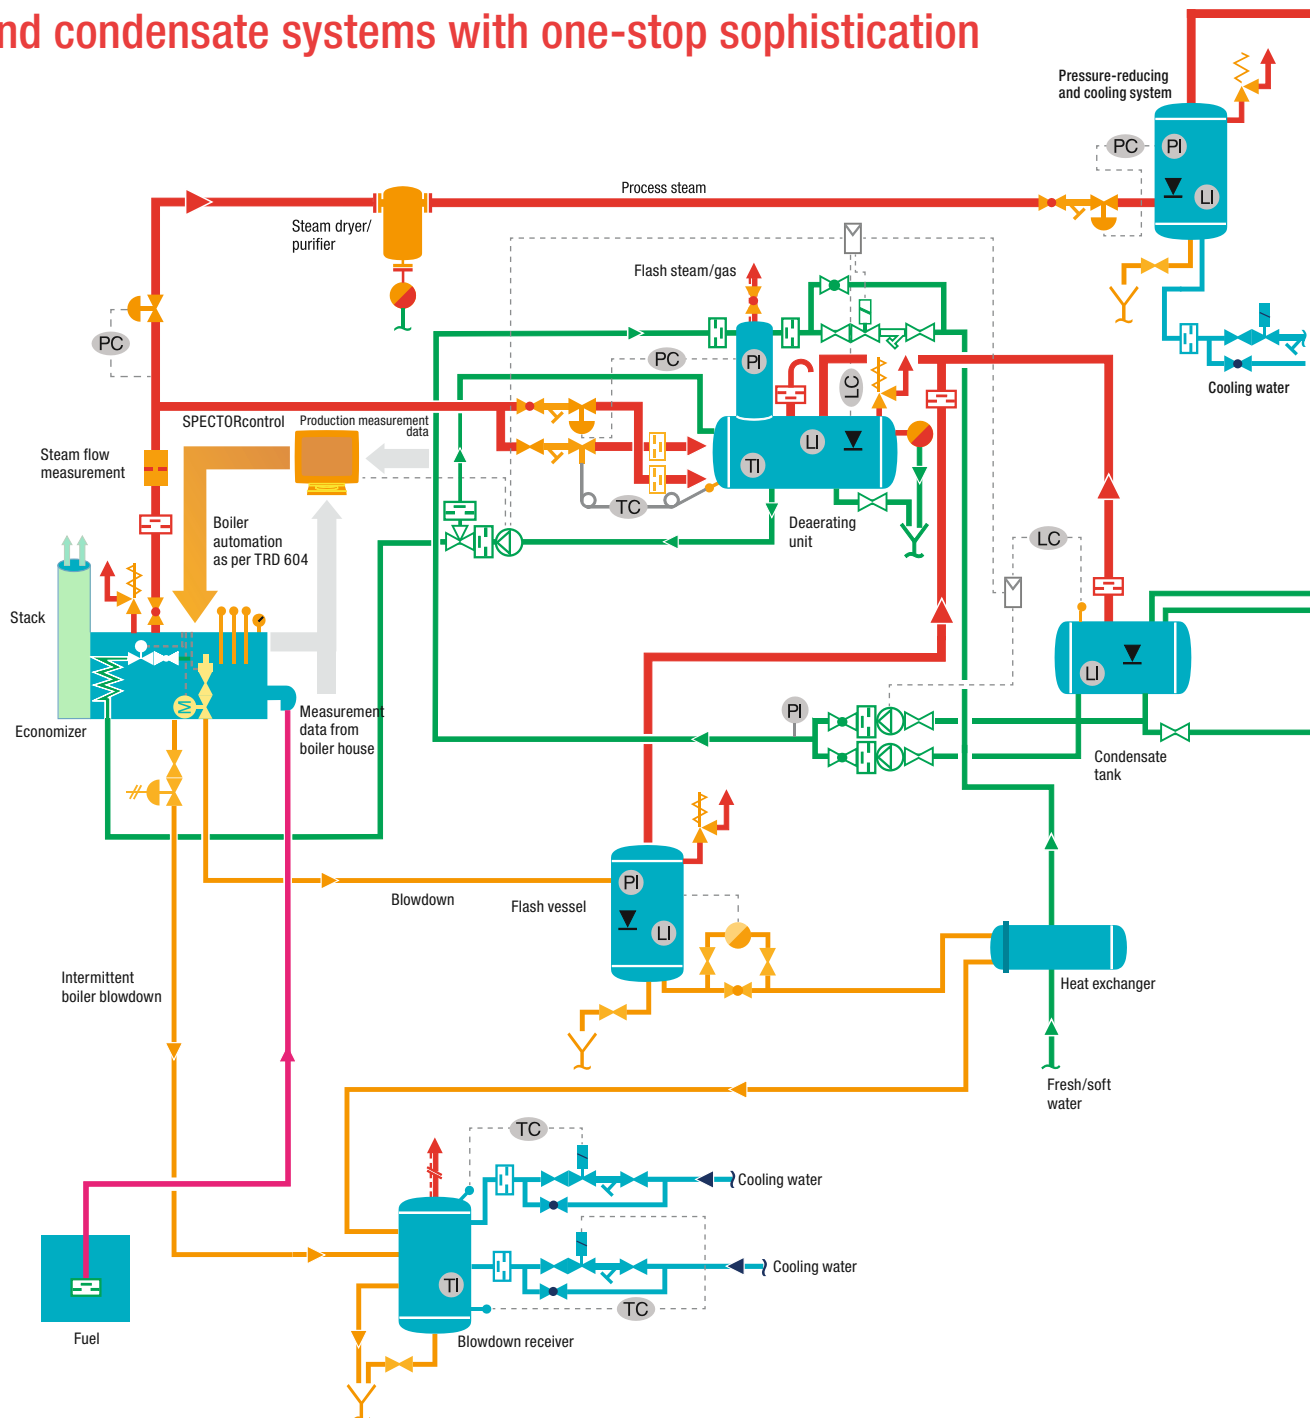 nd condensate systems with one-stop sophistication
Pressure-reducing
and cooling system
PC
PI
LI
Process steam
Steam dryer/
purifier
Flash steam/gas
PC
PC
PI
LC
Cooling water
SPECTORcontrol
Production measurement
data
LI
TI
Steam flow
measurement
TC
Boiler
automation
as per TRD 604
Deaerating
unit
LC
Stack
LI
M
Economizer
Measurement
data from
boiler house
PI
Condensate
tank
PI
LI
Blowdown
Flash vessel
Intermittent
boiler blowdown
Heat exchanger
Fresh/soft
water
TC
Cooling water
TI
Cooling water
TC
Fuel
Blowdown receiver